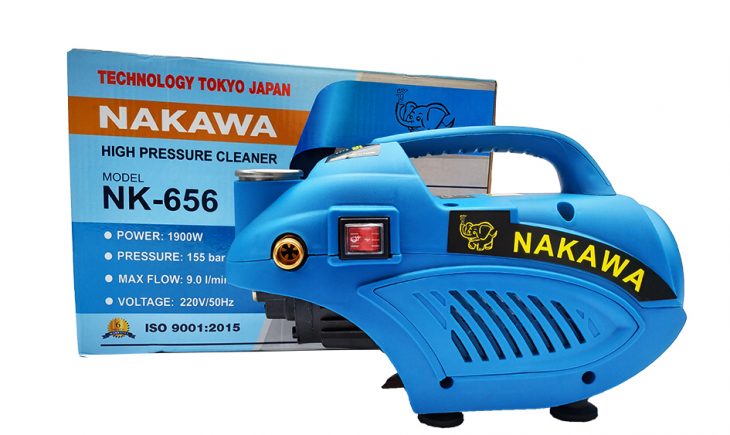 TECHNOLOGY TOKYO JAPAN
NAKAWA
HIGH PRESSURE CLEANER
MODEL
NK-656
• POWER: 1900W
• PRESSURE: 155 bar
• MAX FLOW: 9.0 l/min
• VOLTAGE: 220V/50Hz
ISO 9001:2015
NAKAWA